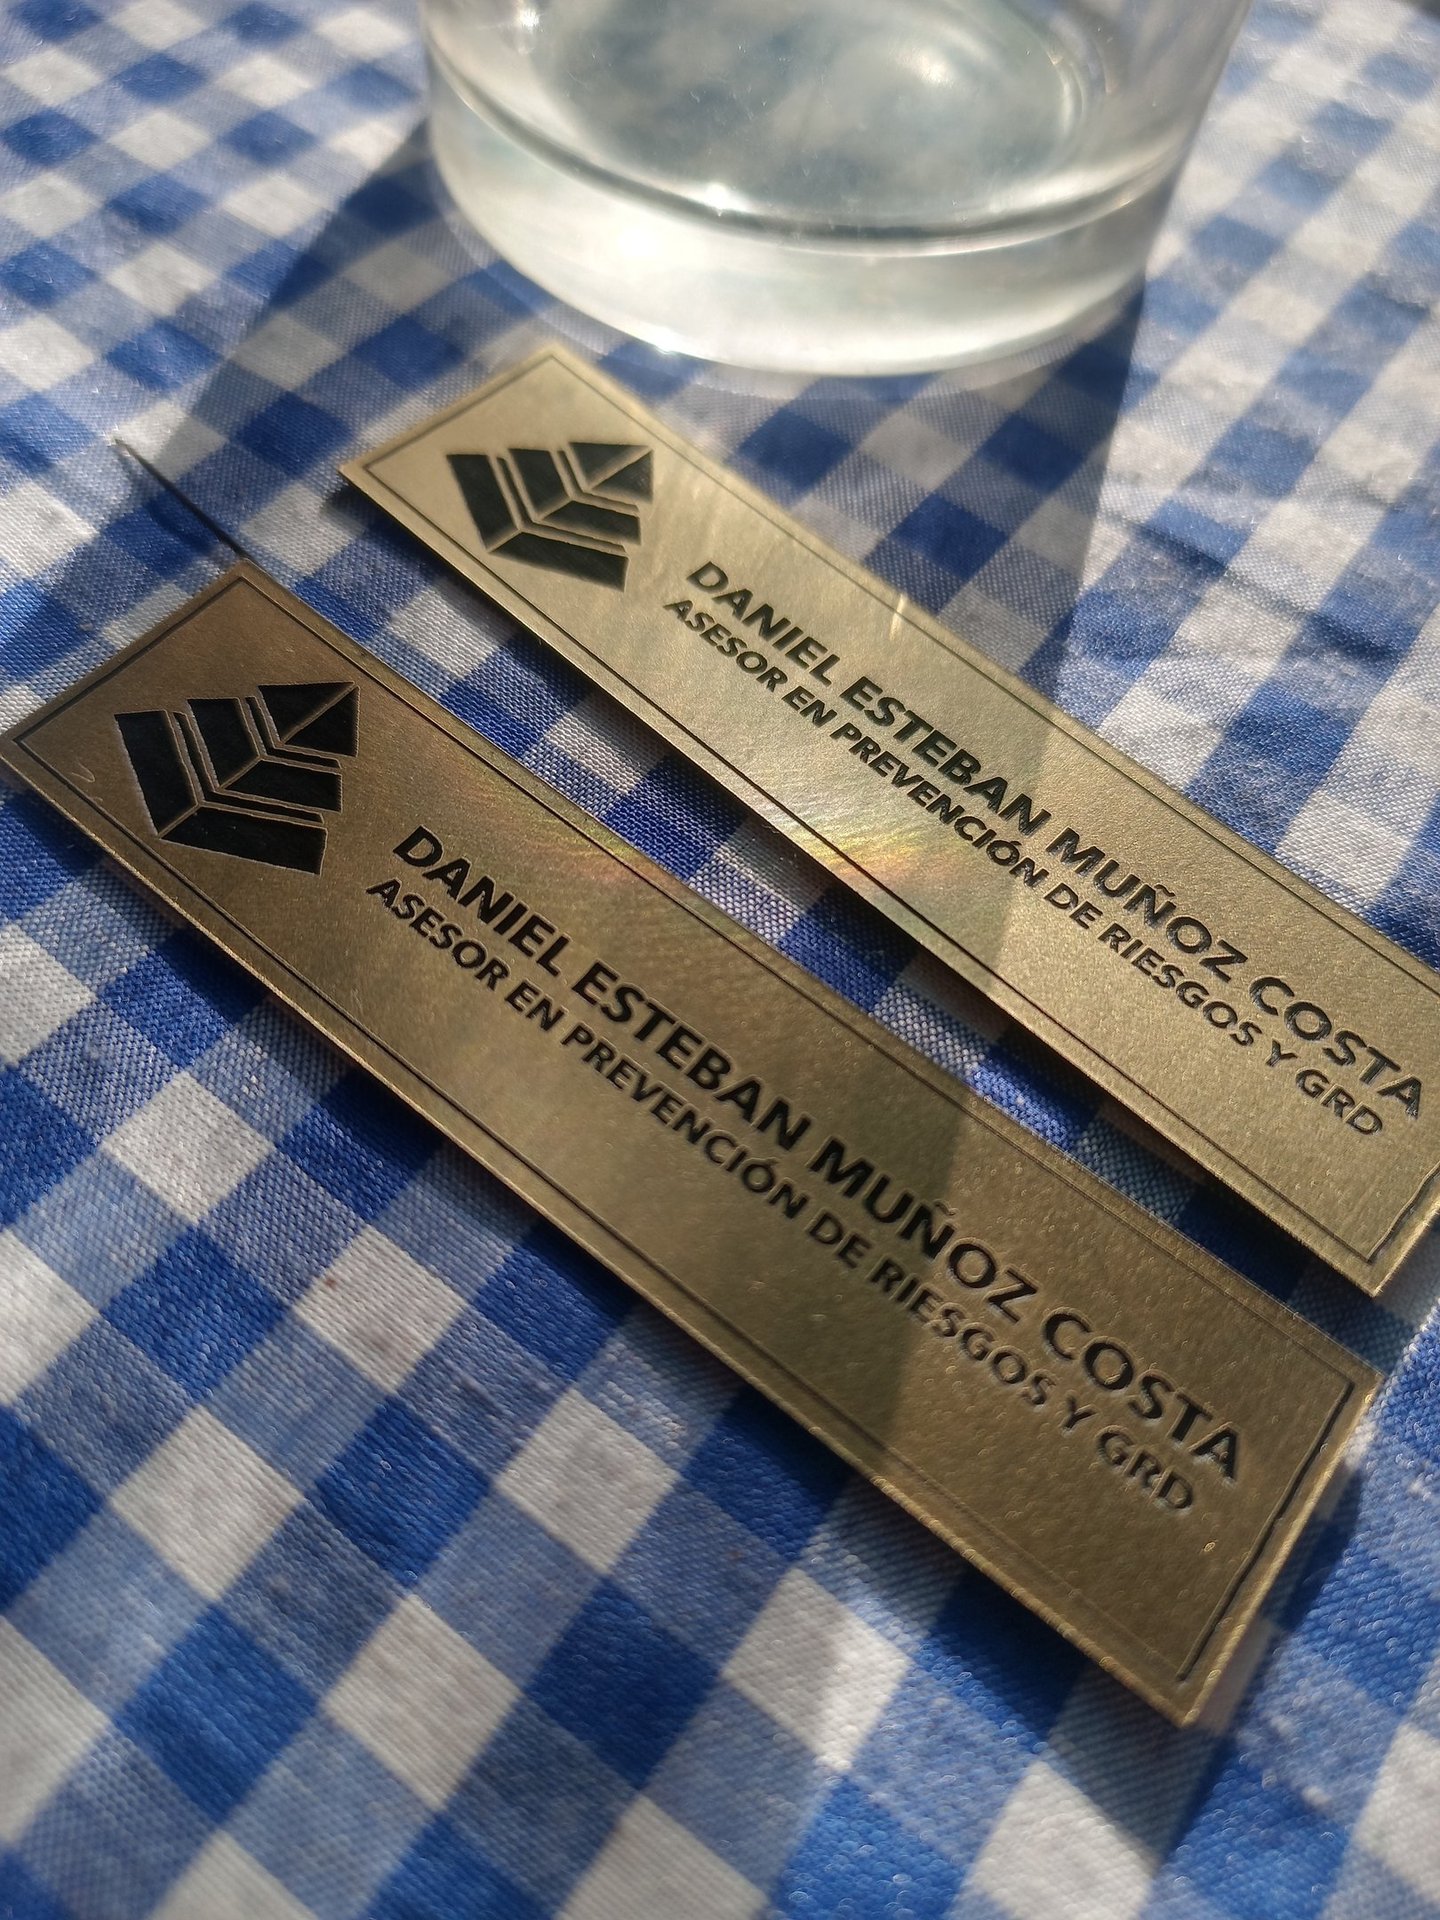 DANIEL ESTEBAN MUÑOZ COSTA
ASESOR EN PREVENCIÓN DE RIESGOS Y GRD
DANIEL ESTEBAN MUÑOZ COSTA
ASESOR EN PREVENCIÓN DE RIESGOS Y GRD